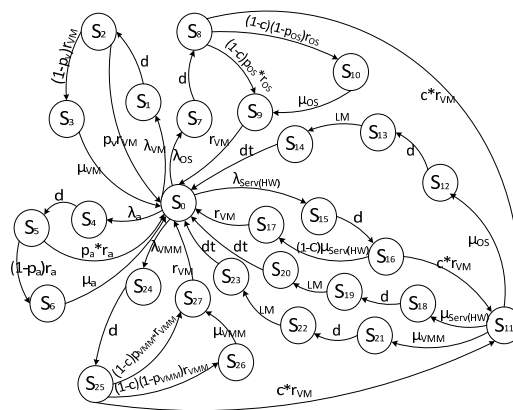 S2
S8
(1-c)(1-pOS)rOS
(1-pv)rVM
(1-c)pOS*rOS
S10
c*rVM
d
d
S1
S3
S7
S9
μOS
pvrVM
λVM
λOS
rVM
S14
LM
S13
μVM
dt
d
S12
S0
λServ(HW)
S5
d
S4
λa
S15
d
rVM
S17
(1-C)μServ(HW)
S16
μOS
pa*ra
(1-pa)ra
μa
λVMM
dt
dt
c*rVM
S6
S24
rVM
S23
S20
LM
S19
d
S18
μServ(HW)
S11
S27
LM
S22
d
S21
μVMM
d
μVMM
(1-c)pVMM*rVMM
S26
(1-c)(1-pVMM)rVMM
S25
c*rVM